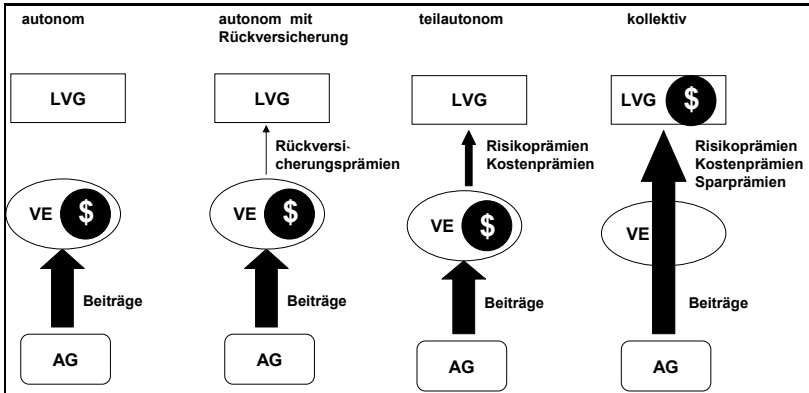 autonom
autonom mit
Rückversicherung
teilautonom
kollektiv
LVG
LVG
LVG
LVG $
Rückversi-
cherungsprämien
Risikoprämien
Kostenprämien
Risikoprämien
Kostenprämien
Sparprämien
VE $
VE $
VE $
VE
Beiträge
Beiträge
Beiträge
Beiträge
AG
AG
AG
AG